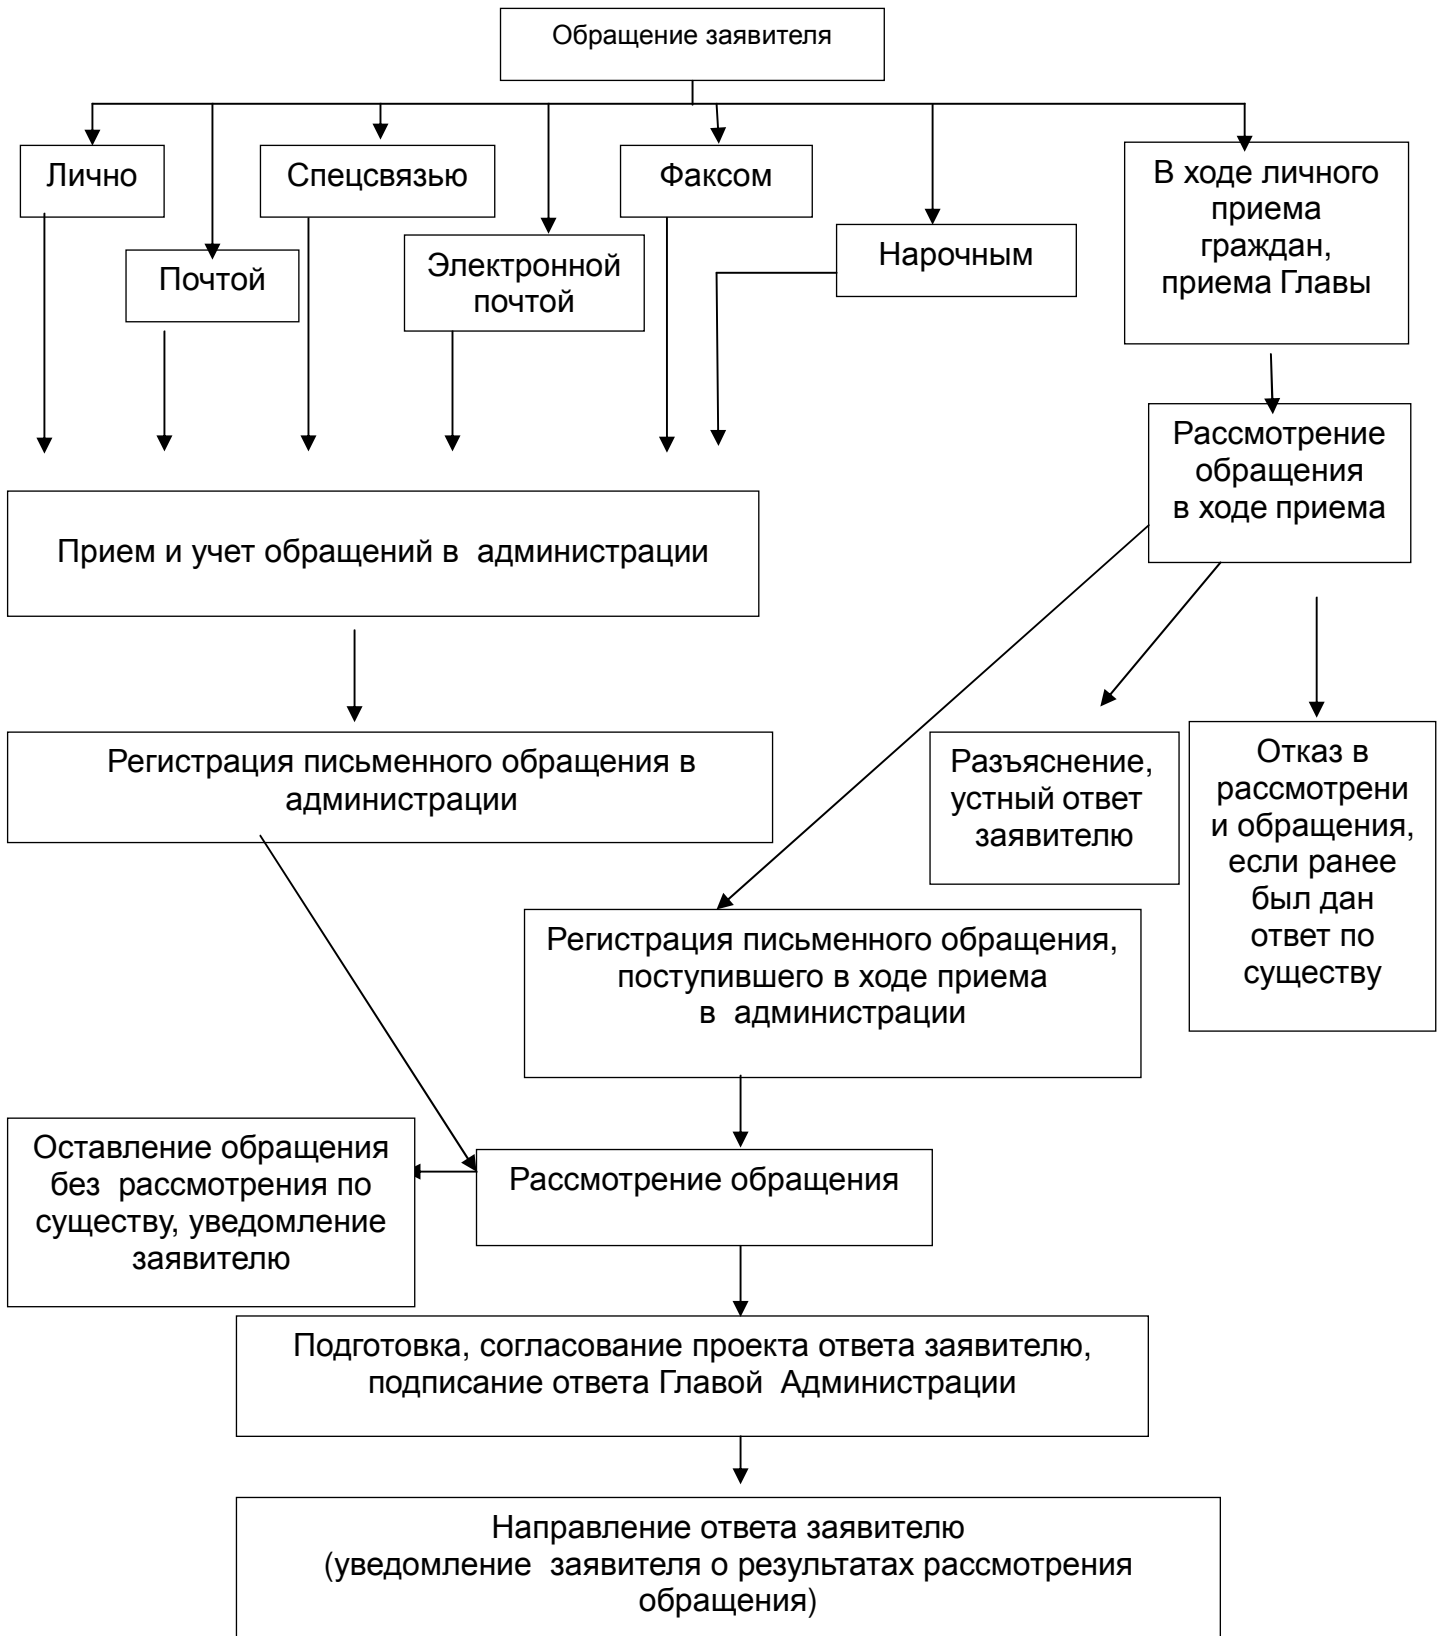 Обращение заявителя
Лично
Спецсвязью
Факсом
В ходе личного
приема
граждан,
приема Главы
Почтой
Электронной
почтой
Нарочным
Рассмотрение
обращения
в ходе приема
Прием и учет обращений в администрации
Регистрация письменного обращения в
администрации
Разъяснение,
устный ответ
заявителю
Отказ в
рассмотрени
и обращения,
если ранее
был дан
ответ по
существу
Регистрация письменного обращения,
поступившего в ходе приема
в администрации
Оставление обращения
без рассмотрения по
существу, уведомление
заявителю
Рассмотрение обращения
Подготовка, согласование проекта ответа заявителю,
подписание ответа Главой Администрации
Направление ответа заявителю
(уведомление заявителя о результатах рассмотрения
обращения)